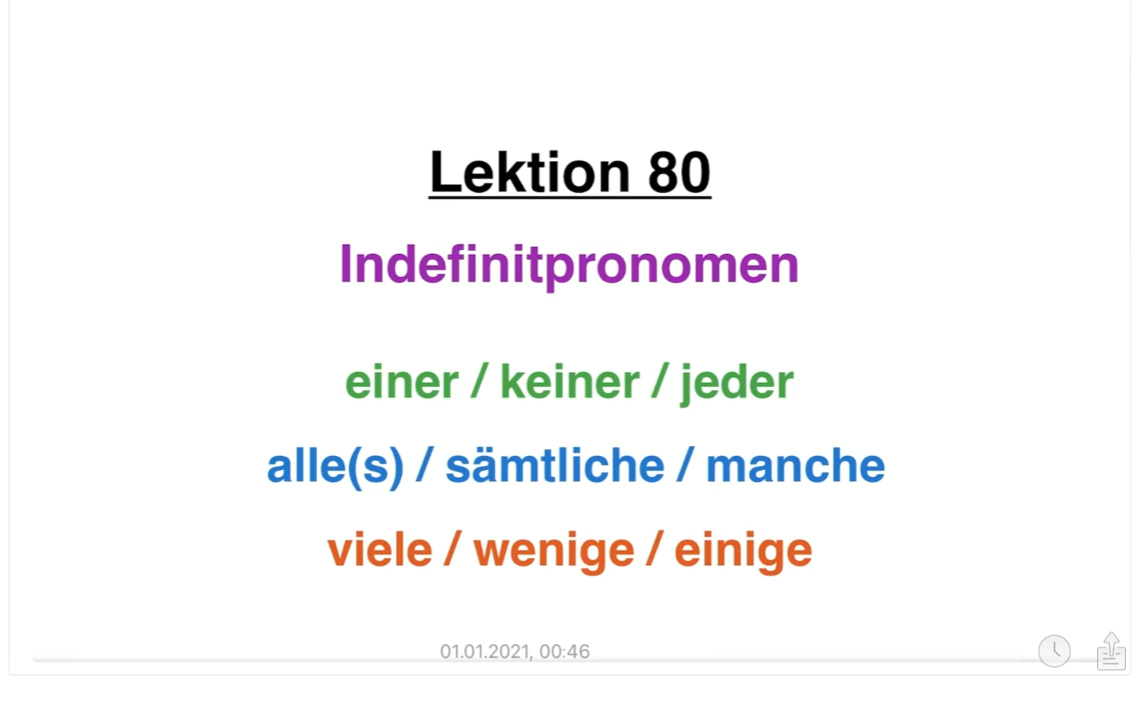 Lektion 80
Indefinitpronomen
einer / keiner / jeder
alle(s) / sämtliche / manche
viele / wenige / einige
01.01.2021, 00:46